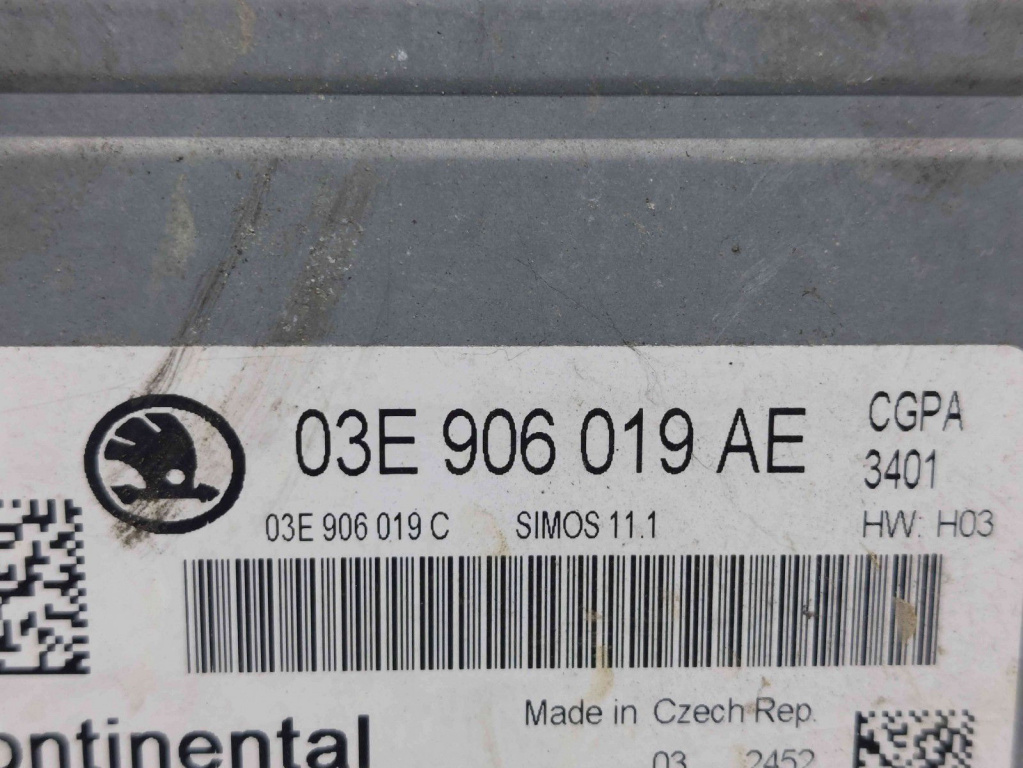 03E 906 019 AE
CGPA
3401
03E 906 019 C SIMOS 11.1
HW: H03
Made in Czech Rep.
ontinental
03 2452